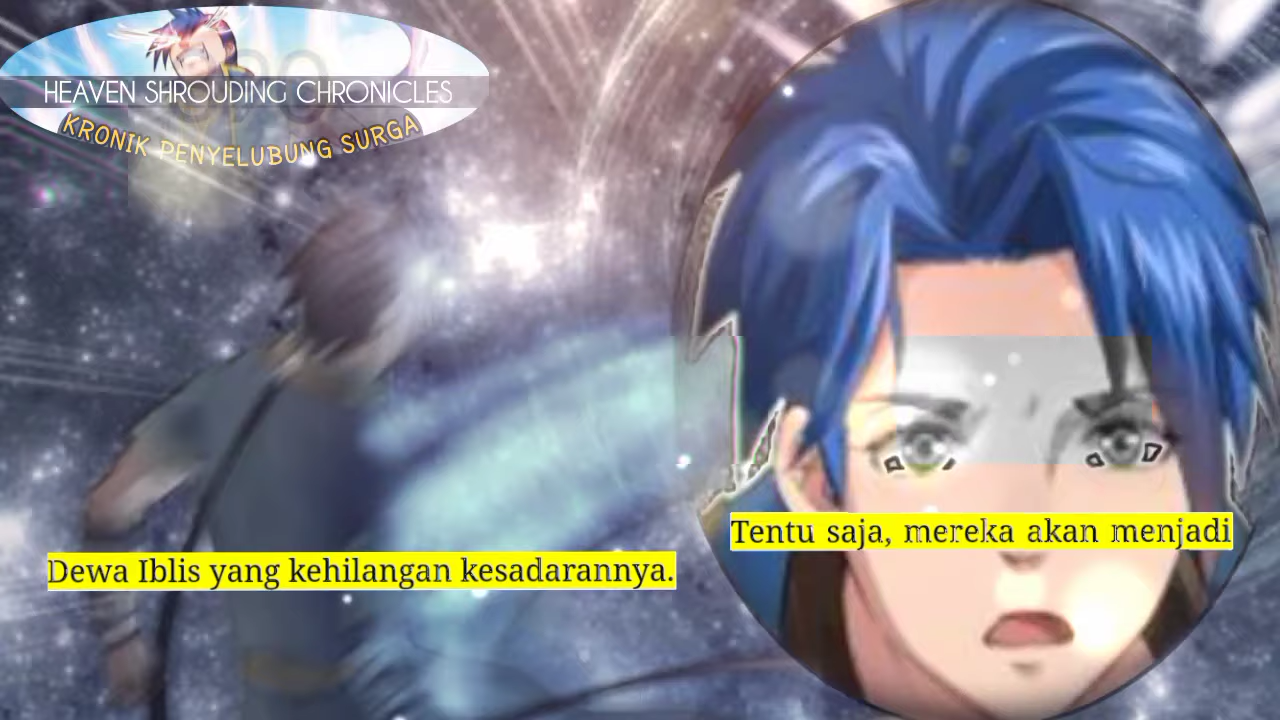 HEAVEN SHROUDING CHRONICLES
KRONIK PENYELUBUNG SURGA
Tentu saja, mereka akan menjadi
Dewa Iblis yang kehilangan kesadarannya.